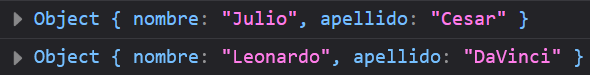 Object { nombre: "Julio", apellido: "Cesar" }
Object { nombre: "Leonardo", apellido: "DaVinci" }